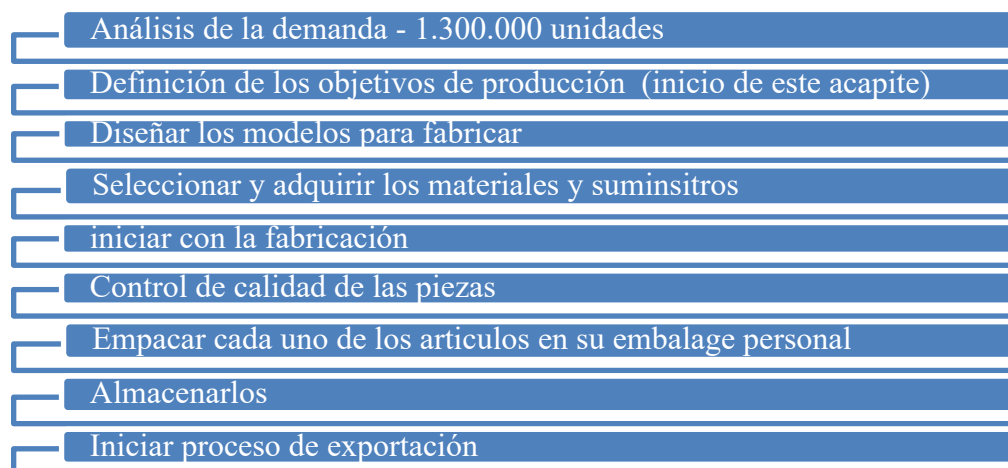 Análisis de la demanda - 1.300.000 unidades
Definición de los objetivos de producción (inicio de este acapite)
Diseñar los modelos para fabricar
Seleccionar y adquirir los materiales y suminsitros
iniciar con la fabricación
Control de calidad de las piezas
Empacar cada uno de los articulos en su embalage personal
Almacenarlos
Iniciar proceso de exportación